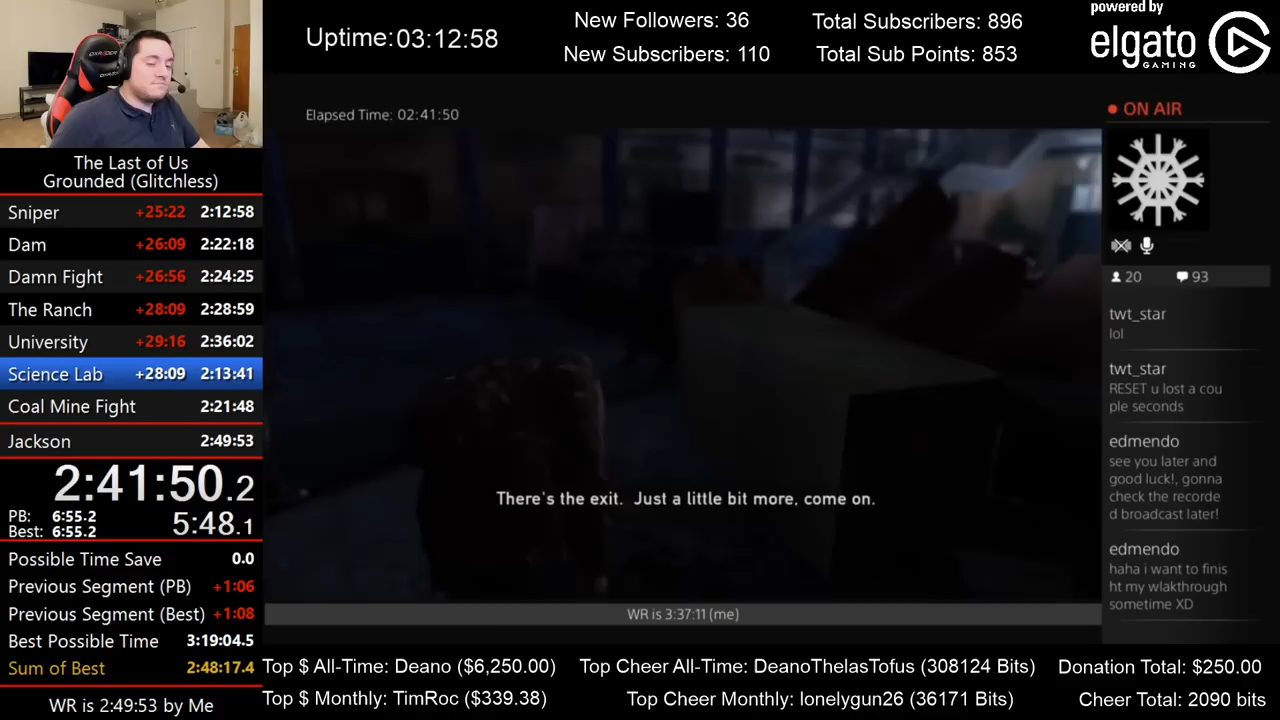 Uptime:03:12:58
New Followers: 36
Total Subscribers: 896
New Subscribers: 110
Total Sub Points: 853
powered by
elgato
GAMING
The Last of Us
Grounded (Glitchless)
Sniper +25:22 2:12:58
Dam +26:09 2:22:18
Damn Fight +26:56 2:24:25
The Ranch +28:09 2:28:59
University +29:16 2:36:02
Science Lab +28:09 2:13:41
Coal Mine Fight 2:21:48
Jackson 2:49:53
2:41:50.2
PB: 6:55.2
Best: 6:55.2
5:48.1
Possible Time Save 0.0
Previous Segment (PB) +1:06
Previous Segment (Best) +1:08
Best Possible Time 3:19:04.5
Sum of Best 2:48:17.4
WR is 2:49:53 by Me
Elapsed Time: 02:41:50
There's the exit. Just a little bit more, come on.
WR is 3:37:11 (me)
ON AIR
20 93
twt_star
lol
twt_star
RESET u lost a cou
ple seconds
edmendo
see you later and
good luck!, gonna
check the recorde
d broadcast later!
edmendo
haha i want to finis
ht my wlakthrough
sometime XD
Top $ All-Time: Deano ($6,250.00)
Top Cheer All-Time: DeanoThelasTofus (308124 Bits)
Donation Total: $250.00
Top $ Monthly: TimRoc ($339.38)
Top Cheer Monthly: lonelygun26 (36171 Bits)
Cheer Total: 2090 bits